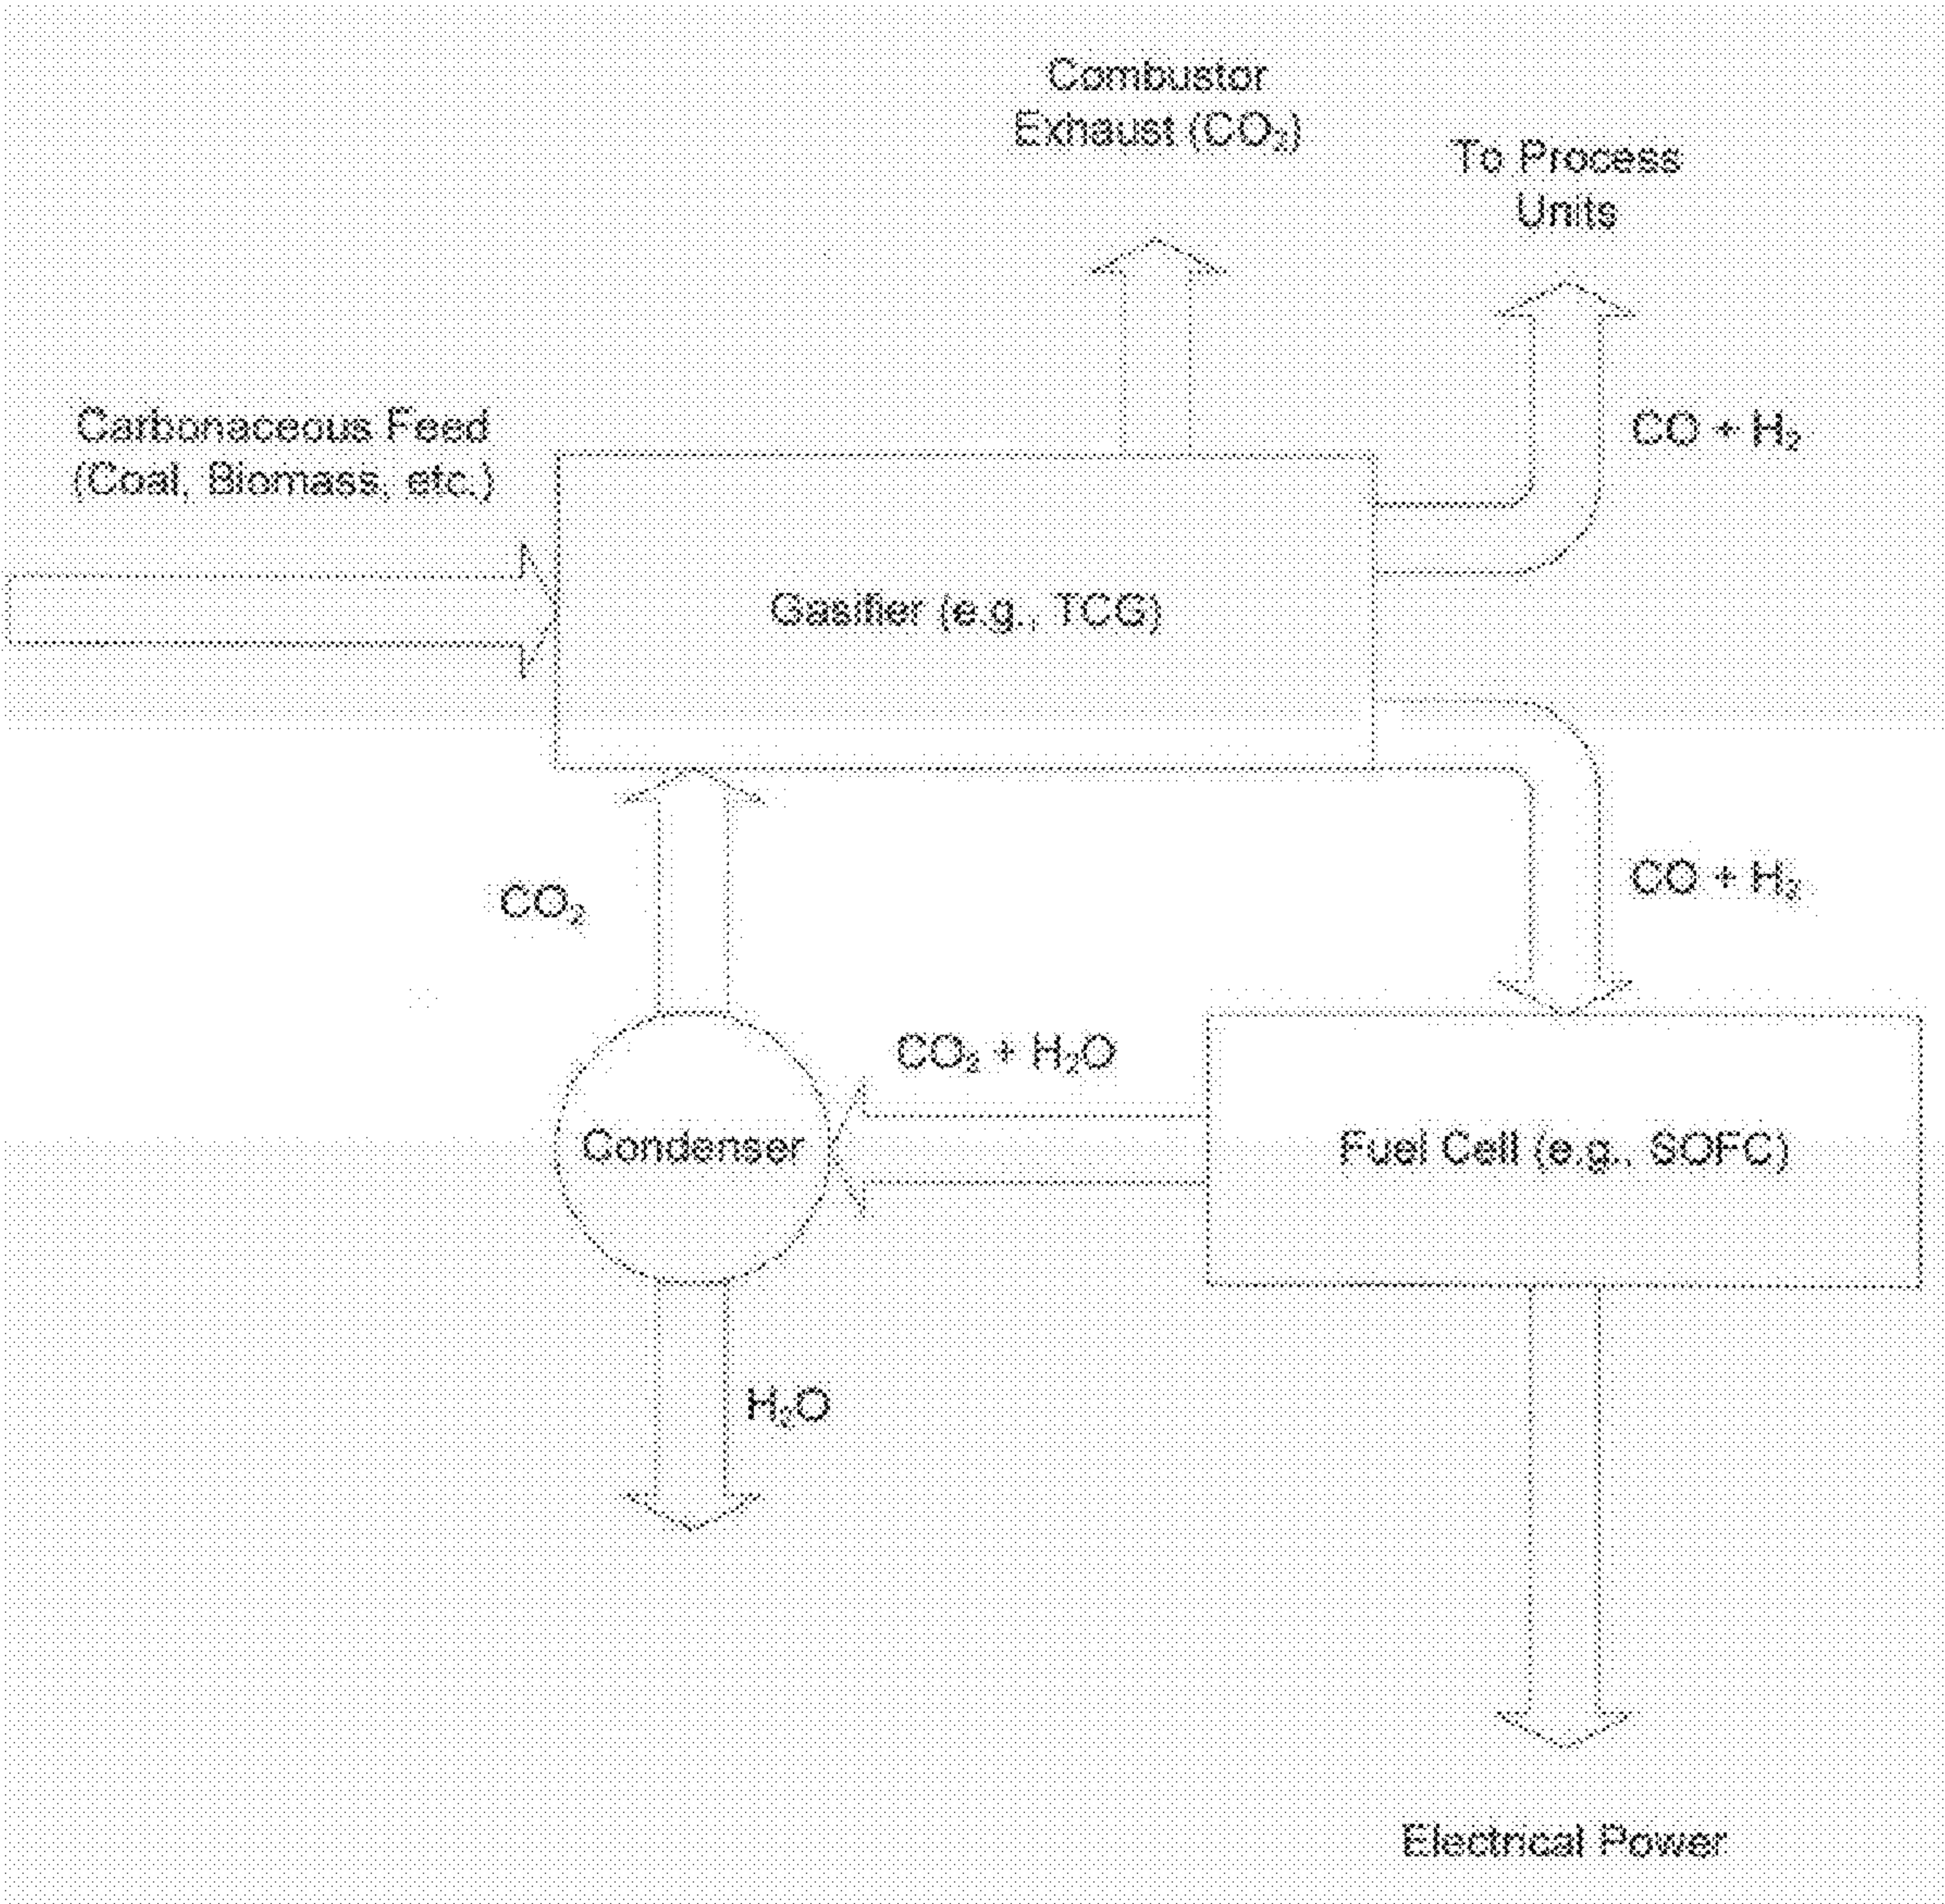 Combustor
Exhaust (CO₂)
To Process
Units
Carbonaceous Feed
(Coal, Biomass, etc.)
CO + H₂
Gasifier (e.g., TCG)
CO₂
CO + H₂
CO₂ + H₂O
Condenser
Fuel Cell (e.g., SOFC)
H₂O
Electrical Power